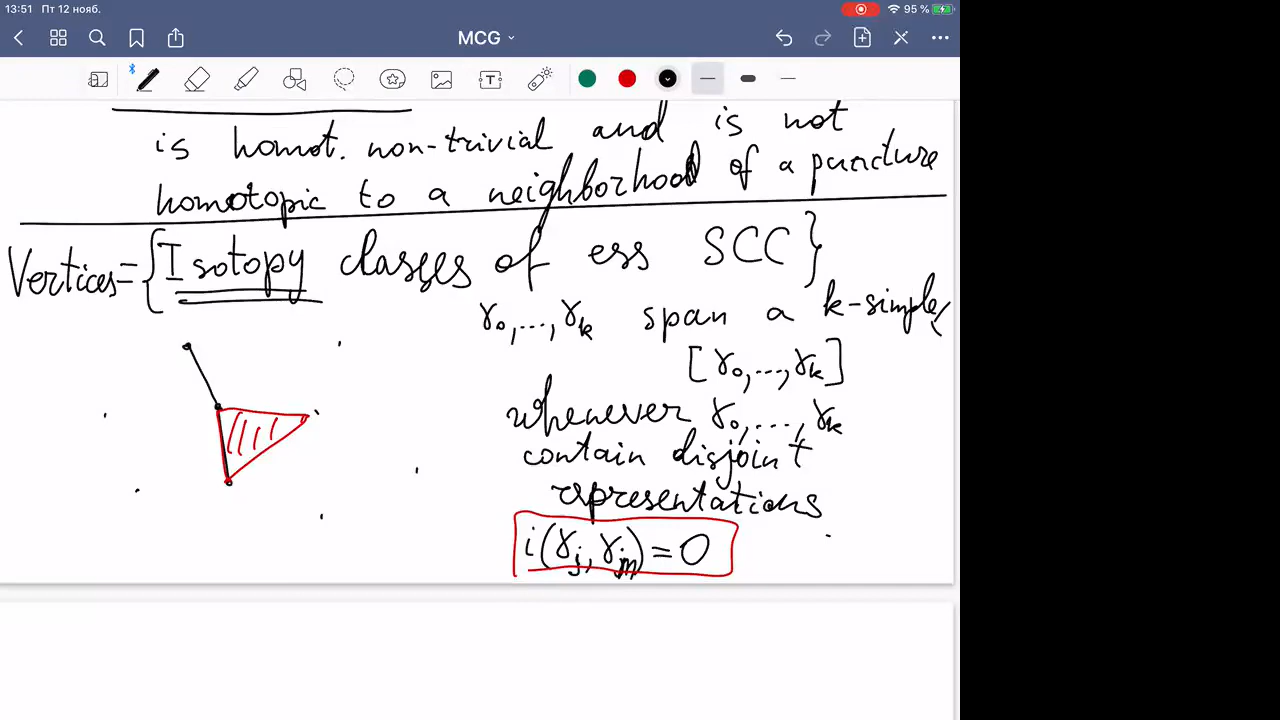 13:51 Пт 12 нояб.
95 %
MCG
is homot. non-trivial and is not
homotopic to a neighborhood of a puncture
Vertices = { Isotopy classes of ess SCC }
γ₀,...,γₖ span a k-simplex
[γ₀,...,γₖ]
whenever γ₀,...,γₖ
contain disjoint
representations
i(γⱼ,γₘ)=0